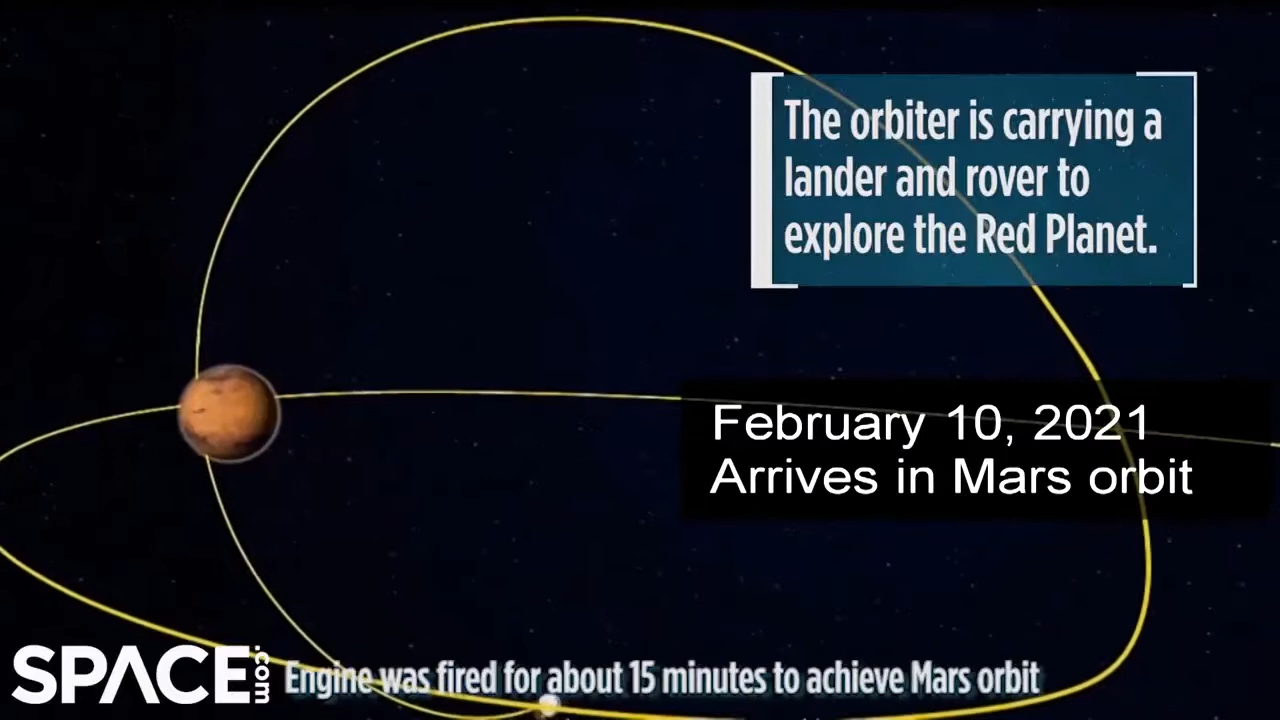 The orbiter is carrying a
lander and rover to
explore the Red Planet.
February 10, 2021
Arrives in Mars orbit
SPACE.com
Engine was fired for about 15 minutes to achieve Mars orbit